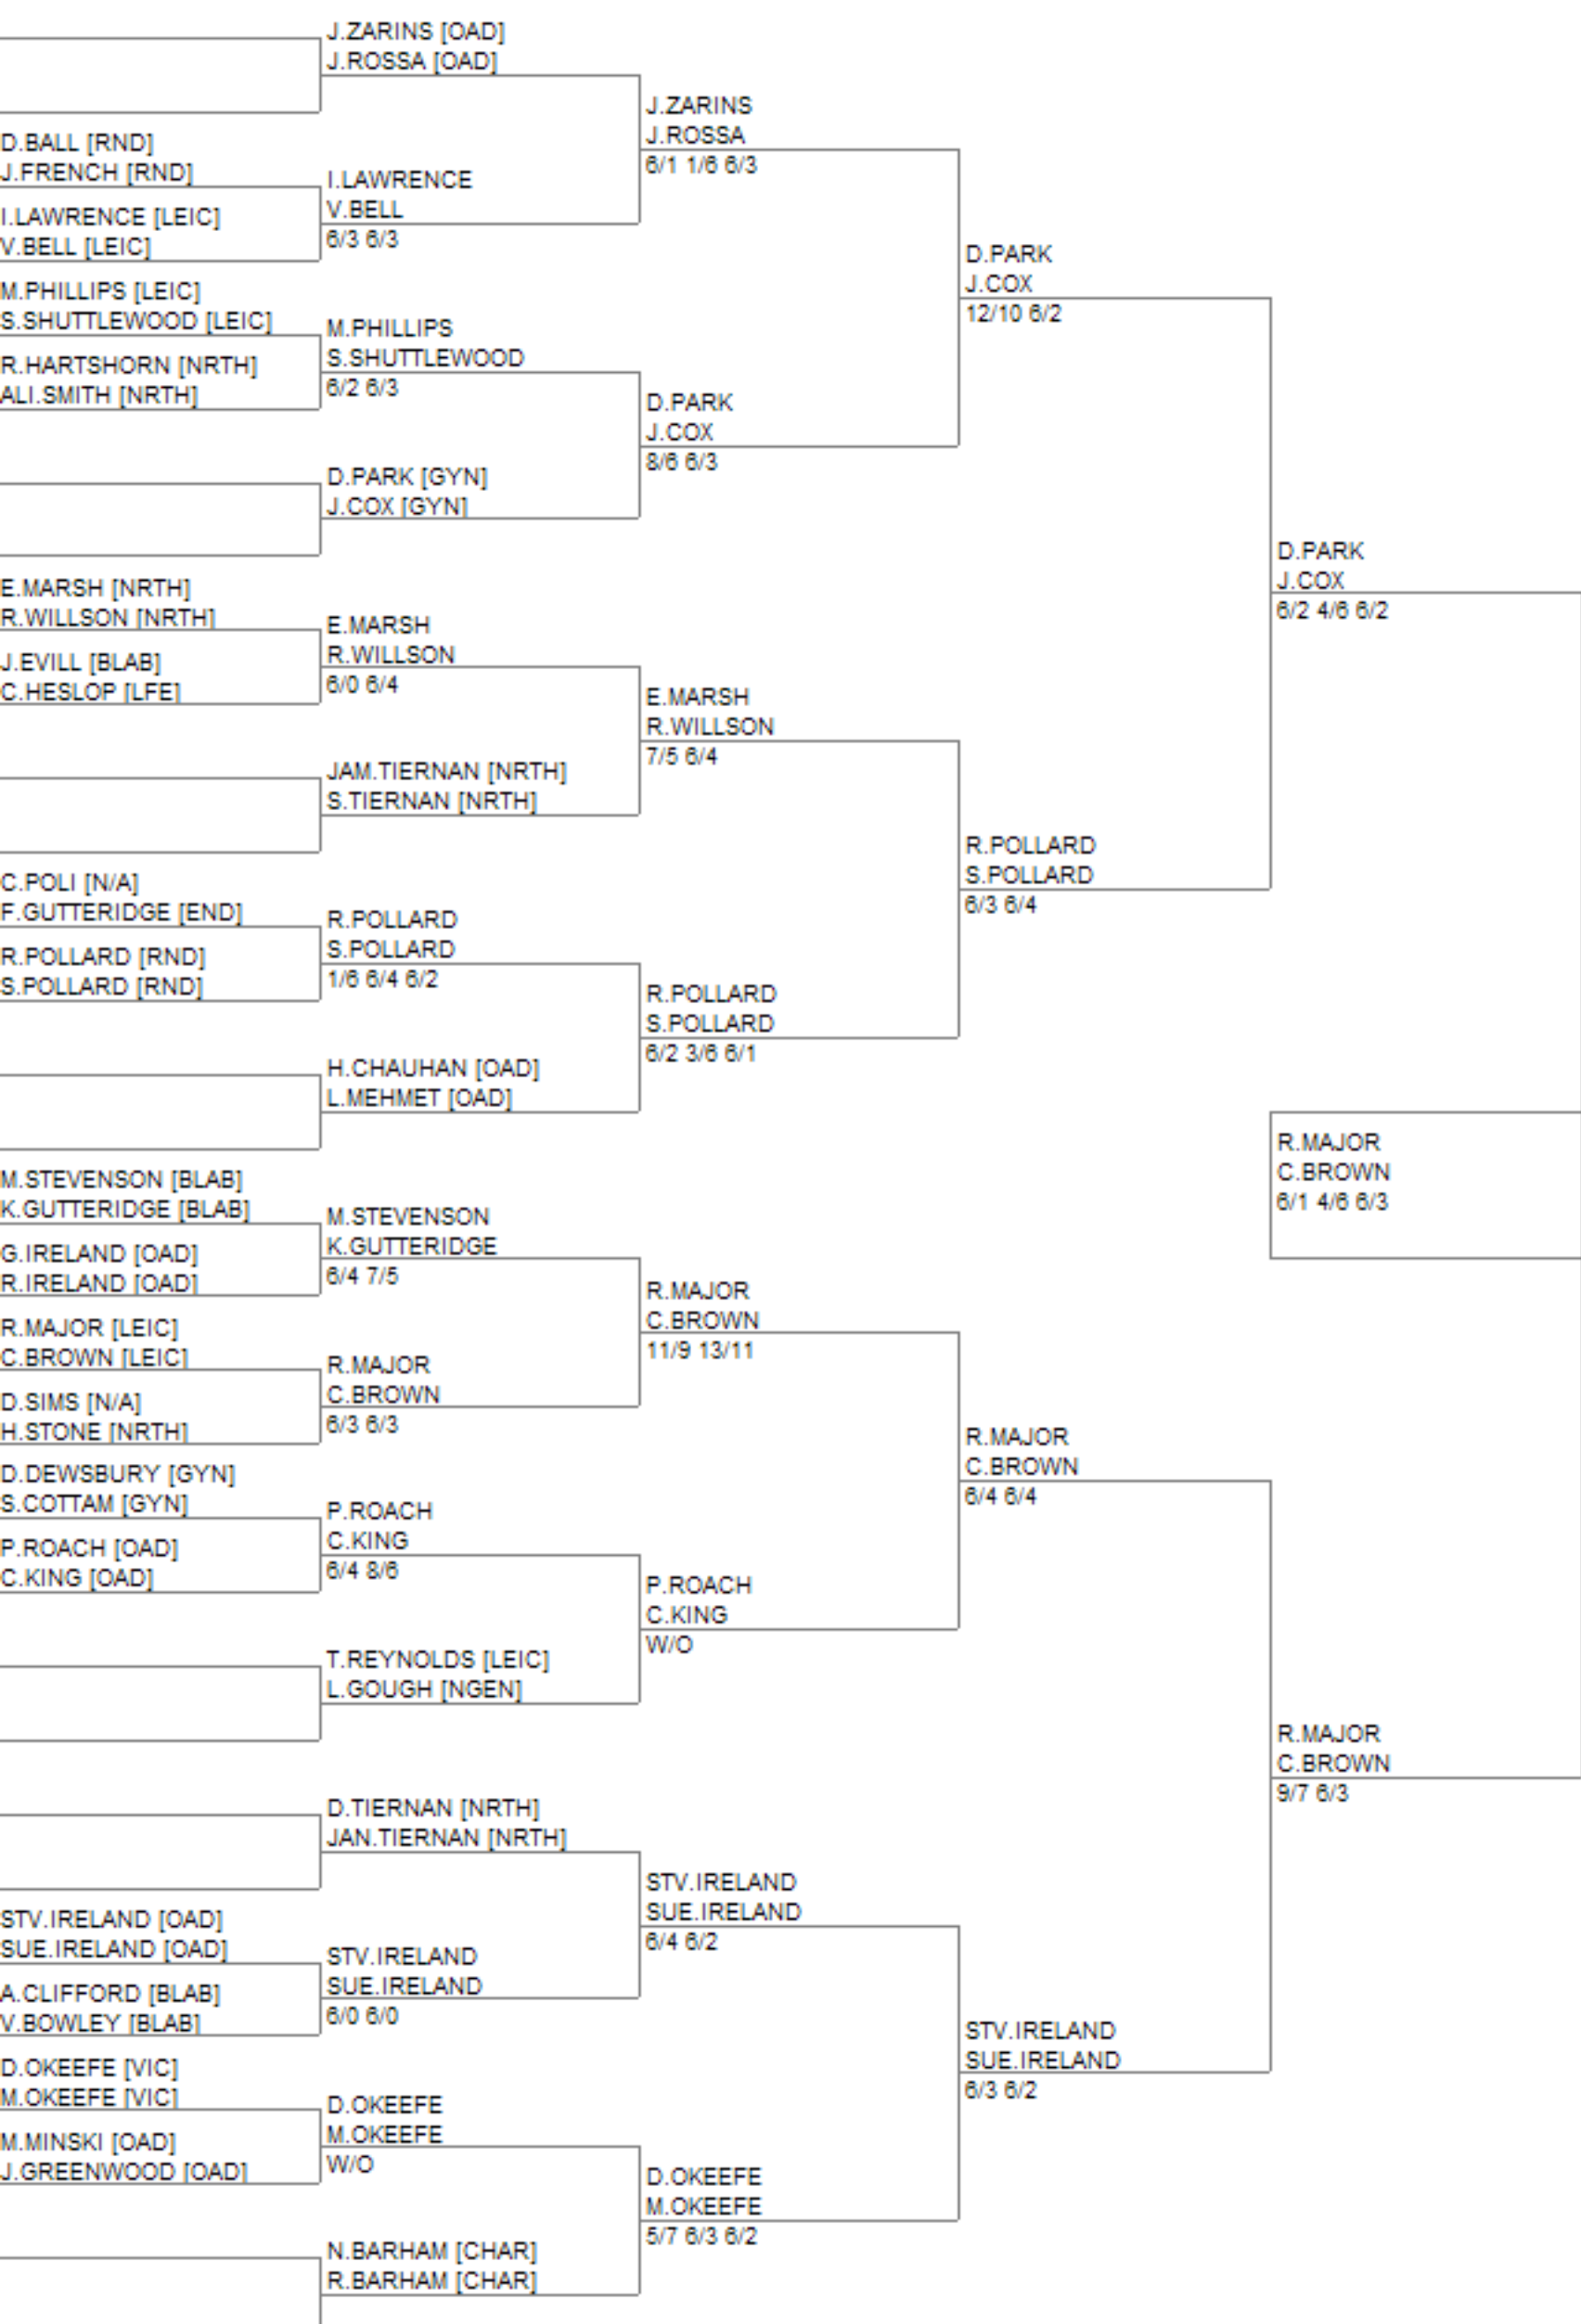 J.ZARINS [OAD]
J.ROSSA [OAD]
D.BALL [RND]
J.FRENCH [RND]
I.LAWRENCE [LEIC]
V.BELL [LEIC]
M.PHILLIPS [LEIC]
S.SHUTTLEWOOD [LEIC]
R.HARTSHORN [NRTH]
ALI.SMITH [NRTH]
I.LAWRENCE
V.BELL
6/3 6/3
M.PHILLIPS
S.SHUTTLEWOOD
6/2 6/3
D.PARK [GYN]
J.COX [GYN]
J.ZARINS
J.ROSSA
6/1 1/6 6/3
D.PARK
J.COX
8/6 6/3
D.PARK
J.COX
12/10 6/2
E.MARSH [NRTH]
R.WILLSON [NRTH]
J.EVILL [BLAB]
C.HESLOP [LFE]
E.MARSH
R.WILLSON
6/0 6/4
JAM.TIERNAN [NRTH]
S.TIERNAN [NRTH]
C.POLI [N/A]
F.GUTTERIDGE [END]
R.POLLARD [RND]
S.POLLARD [RND]
R.POLLARD
S.POLLARD
1/6 6/4 6/2
H.CHAUHAN [OAD]
L.MEHMET [OAD]
E.MARSH
R.WILLSON
7/5 6/4
R.POLLARD
S.POLLARD
6/2 3/6 6/1
R.POLLARD
S.POLLARD
6/3 6/4
D.PARK
J.COX
6/2 4/6 6/2
R.MAJOR
C.BROWN
6/1 4/6 6/3
M.STEVENSON [BLAB]
K.GUTTERIDGE [BLAB]
G.IRELAND [OAD]
R.IRELAND [OAD]
R.MAJOR [LEIC]
C.BROWN [LEIC]
D.SIMS [N/A]
H.STONE [NRTH]
D.DEWSBURY [GYN]
S.COTTAM [GYN]
P.ROACH [OAD]
C.KING [OAD]
M.STEVENSON
K.GUTTERIDGE
6/4 7/5
R.MAJOR
C.BROWN
6/3 6/3
P.ROACH
C.KING
6/4 8/6
T.REYNOLDS [LEIC]
L.GOUGH [NGEN]
R.MAJOR
C.BROWN
11/9 13/11
P.ROACH
C.KING
W/O
R.MAJOR
C.BROWN
6/4 6/4
D.TIERNAN [NRTH]
JAN.TIERNAN [NRTH]
STV.IRELAND [OAD]
SUE.IRELAND [OAD]
A.CLIFFORD [BLAB]
V.BOWLEY [BLAB]
D.OKEEFE [VIC]
M.OKEEFE [VIC]
M.MINSKI [OAD]
J.GREENWOOD [OAD]
STV.IRELAND
SUE.IRELAND
6/0 6/0
D.OKEEFE
M.OKEEFE
W/O
N.BARHAM [CHAR]
R.BARHAM [CHAR]
STV.IRELAND
SUE.IRELAND
6/4 6/2
D.OKEEFE
M.OKEEFE
5/7 6/3 6/2
STV.IRELAND
SUE.IRELAND
6/3 6/2
R.MAJOR
C.BROWN
9/7 6/3